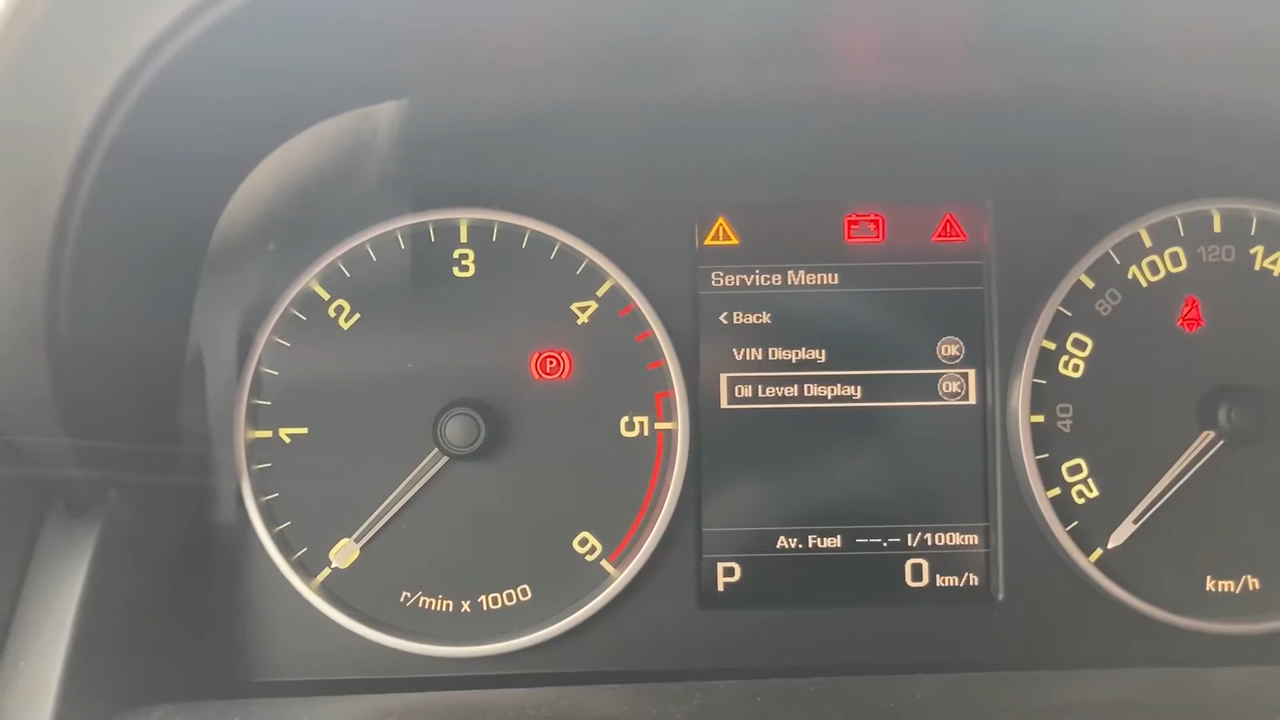 1
2
3
4
5
6
0
P
r/min x 1000
Service Menu
< Back
VIN Display OK
Oil Level Display OK
Av. Fuel --.- l/100km
P 0 km/h
20
40
60
80
100
120
km/h